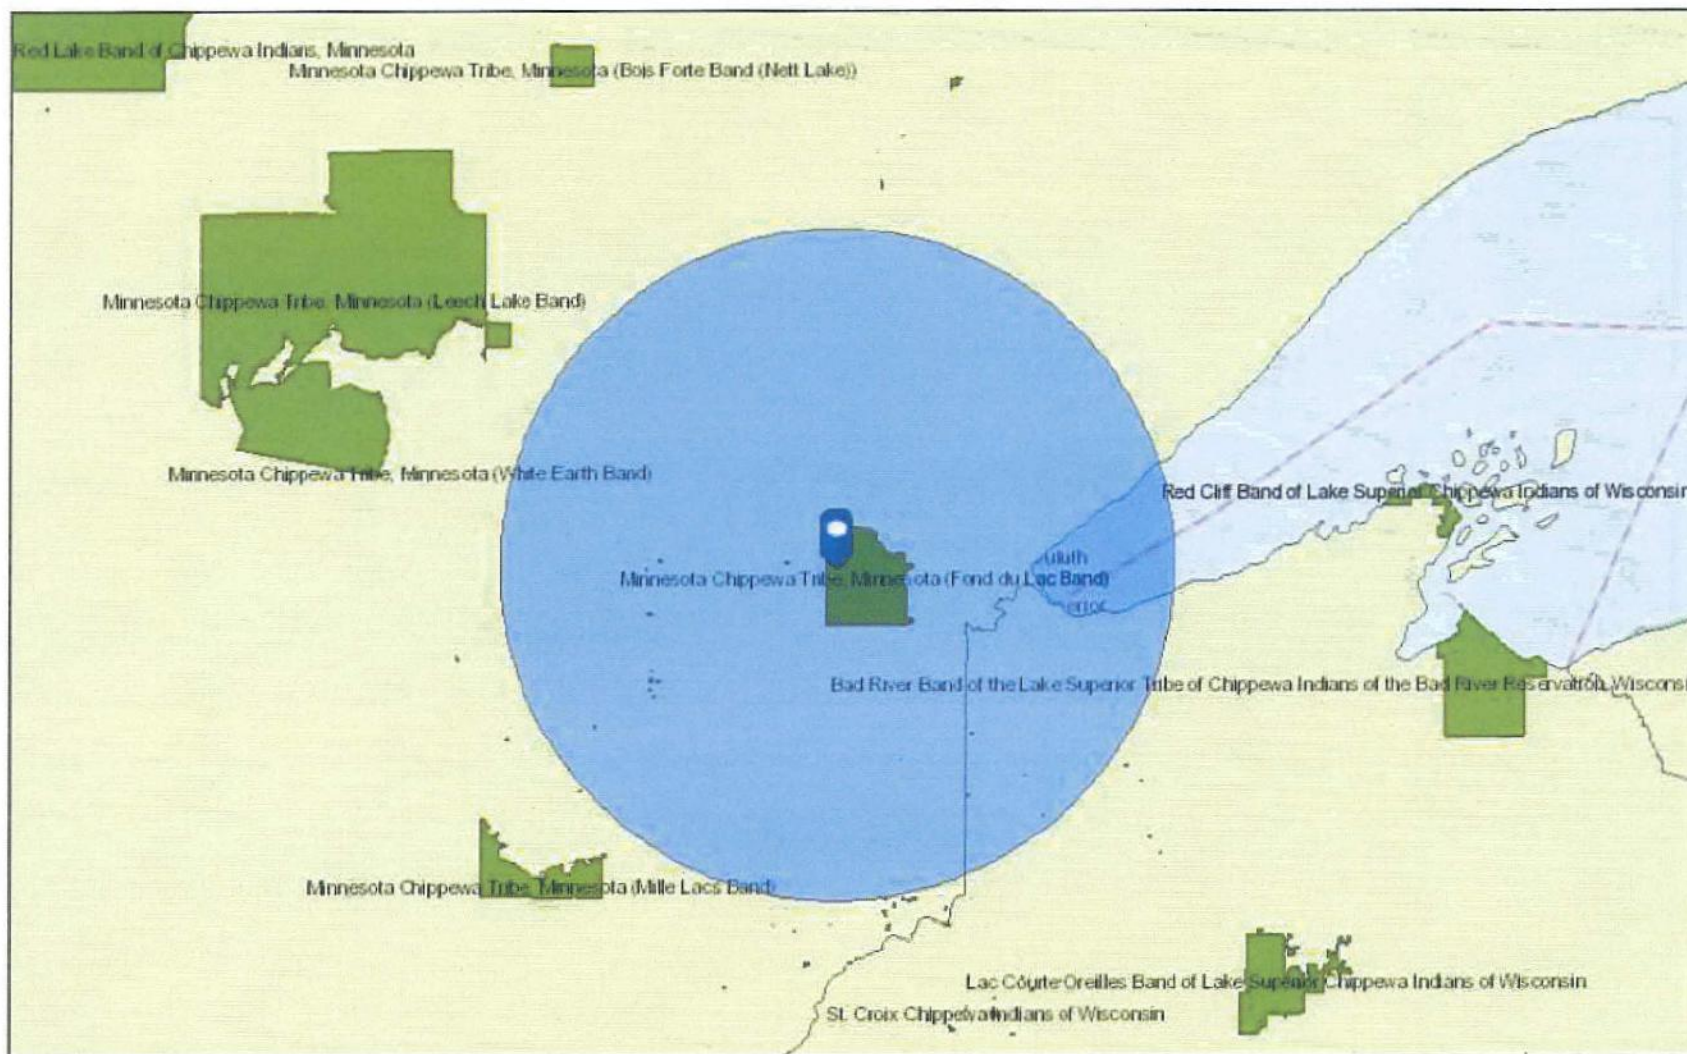 Red Lake Band of Chippewa Indians, Minnesota
Minnesota Chippewa Tribe, Minnesota (Bois Forte Band (Nett Lake))
Minnesota Chippewa Tribe, Minnesota (Leech Lake Band)
Minnesota Chippewa Tribe, Minnesota (White Earth Band)
Red Cliff Band of Lake Superior Chippewa Indians of Wisconsin
uluth
Minnesota Chippewa Tribe, Minnesota (Fond du Lac Band)
erior
Bad River Band of the Lake Superior Tribe of Chippewa Indians of the Bad River Reservation, Wisconsi
Minnesota Chippewa Tribe, Minnesota (Mille Lacs Band)
Lac Courte Oreilles Band of Lake Superior Chippewa Indians of Wisconsin
St. Croix Chippewa Indians of Wisconsin